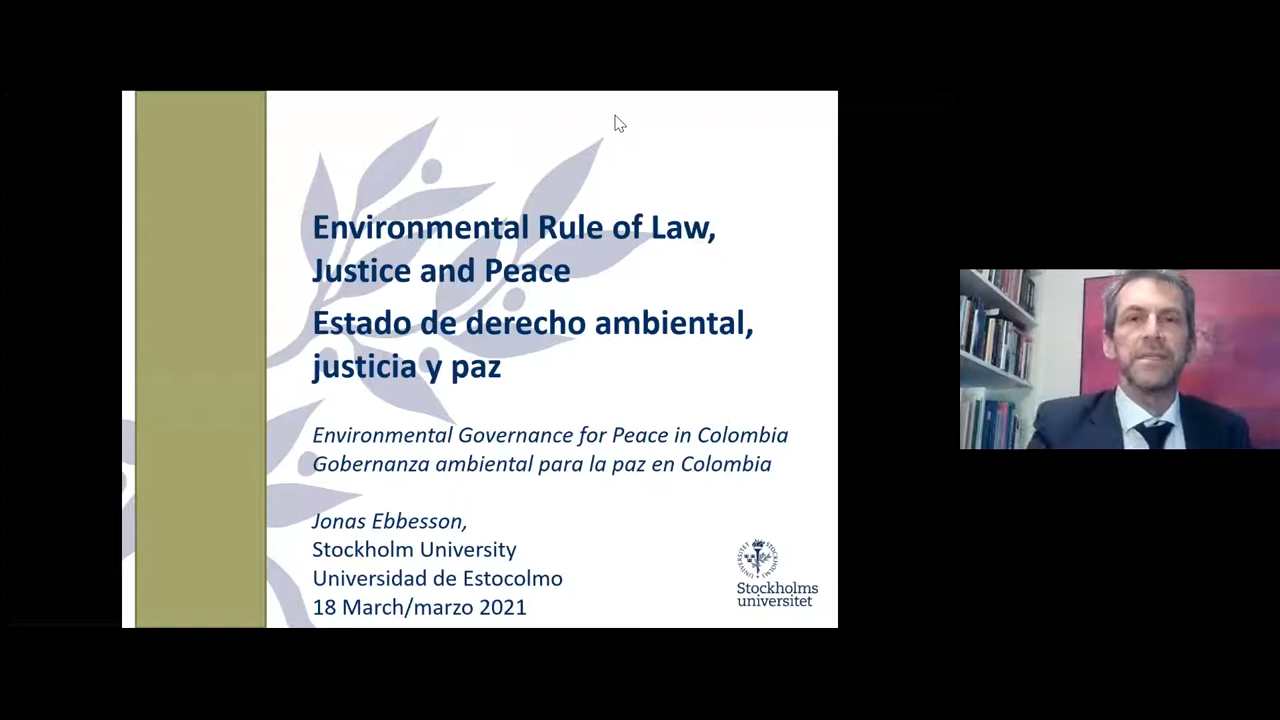 Environmental Rule of Law,
Justice and Peace
Estado de derecho ambiental,
justicia y paz
Environmental Governance for Peace in Colombia
Gobernanza ambiental para la paz en Colombia
Jonas Ebbesson,
Stockholm University
Universidad de Estocolmo
18 March/marzo 2021
Stockholms
universitet